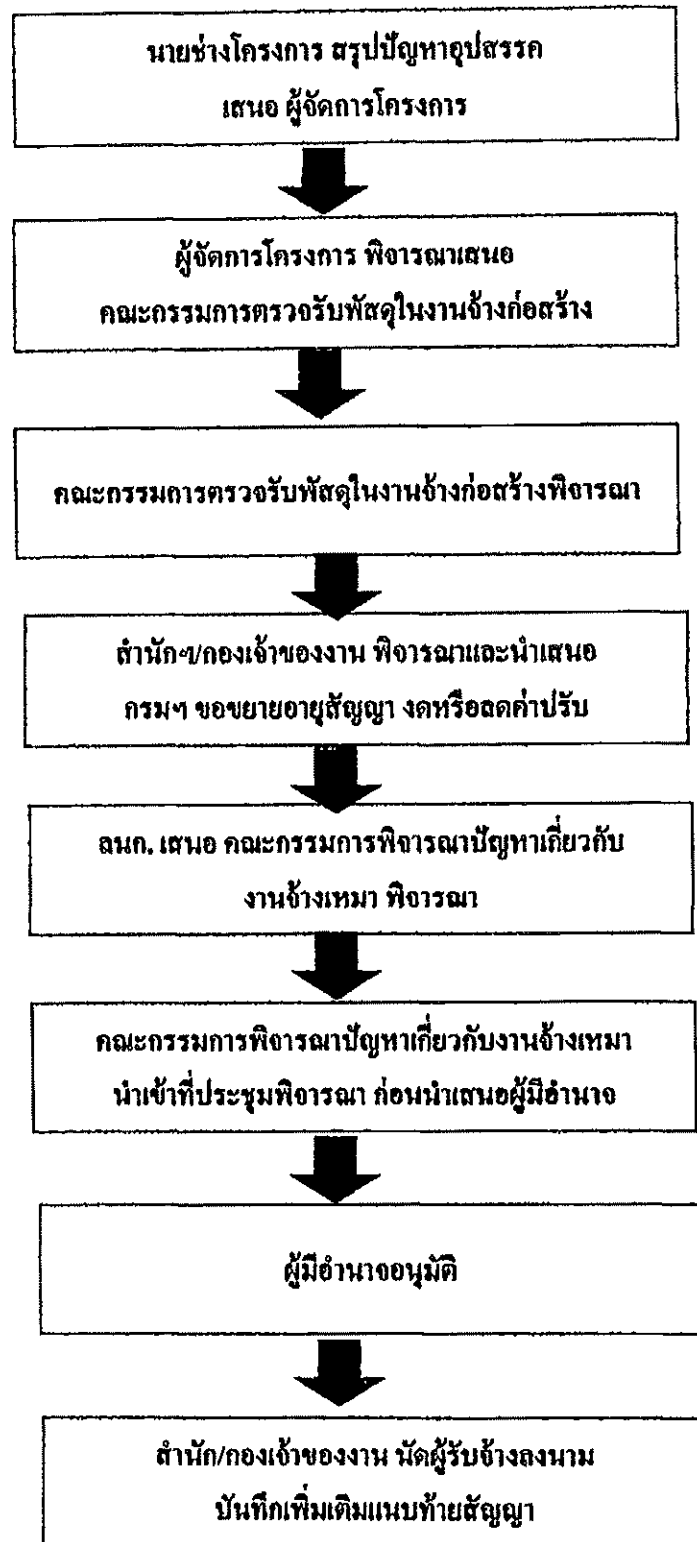 นายช่างโครงการ สรุปปัญหาอุปสรรค
เสนอ ผู้จัดการโครงการ
ผู้จัดการโครงการ พิจารณาเสนอ
คณะกรรมการตรวจรับพัสดุในงานจ้างก่อสร้าง
คณะกรรมการตรวจรับพัสดุในงานจ้างก่อสร้างพิจารณา
สำนักฯ/กองเจ้าของงาน พิจารณาและนำเสนอ
กรมฯ ขอขยายอายุสัญญา งดหรือลดค่าปรับ
ลนก. เสนอ คณะกรรมการพิจารณาปัญหาเกี่ยวกับ
งานจ้างเหมา พิจารณา
คณะกรรมการพิจารณาปัญหาเกี่ยวกับงานจ้างเหมา
นำเข้าที่ประชุมพิจารณา ก่อนนำเสนอผู้มีอำนาจ
ผู้มีอำนาจอนุมัติ
สำนัก/กองเจ้าของงาน นัดผู้รับจ้างลงนาม
บันทึกเพิ่มเติมแนบท้ายสัญญา